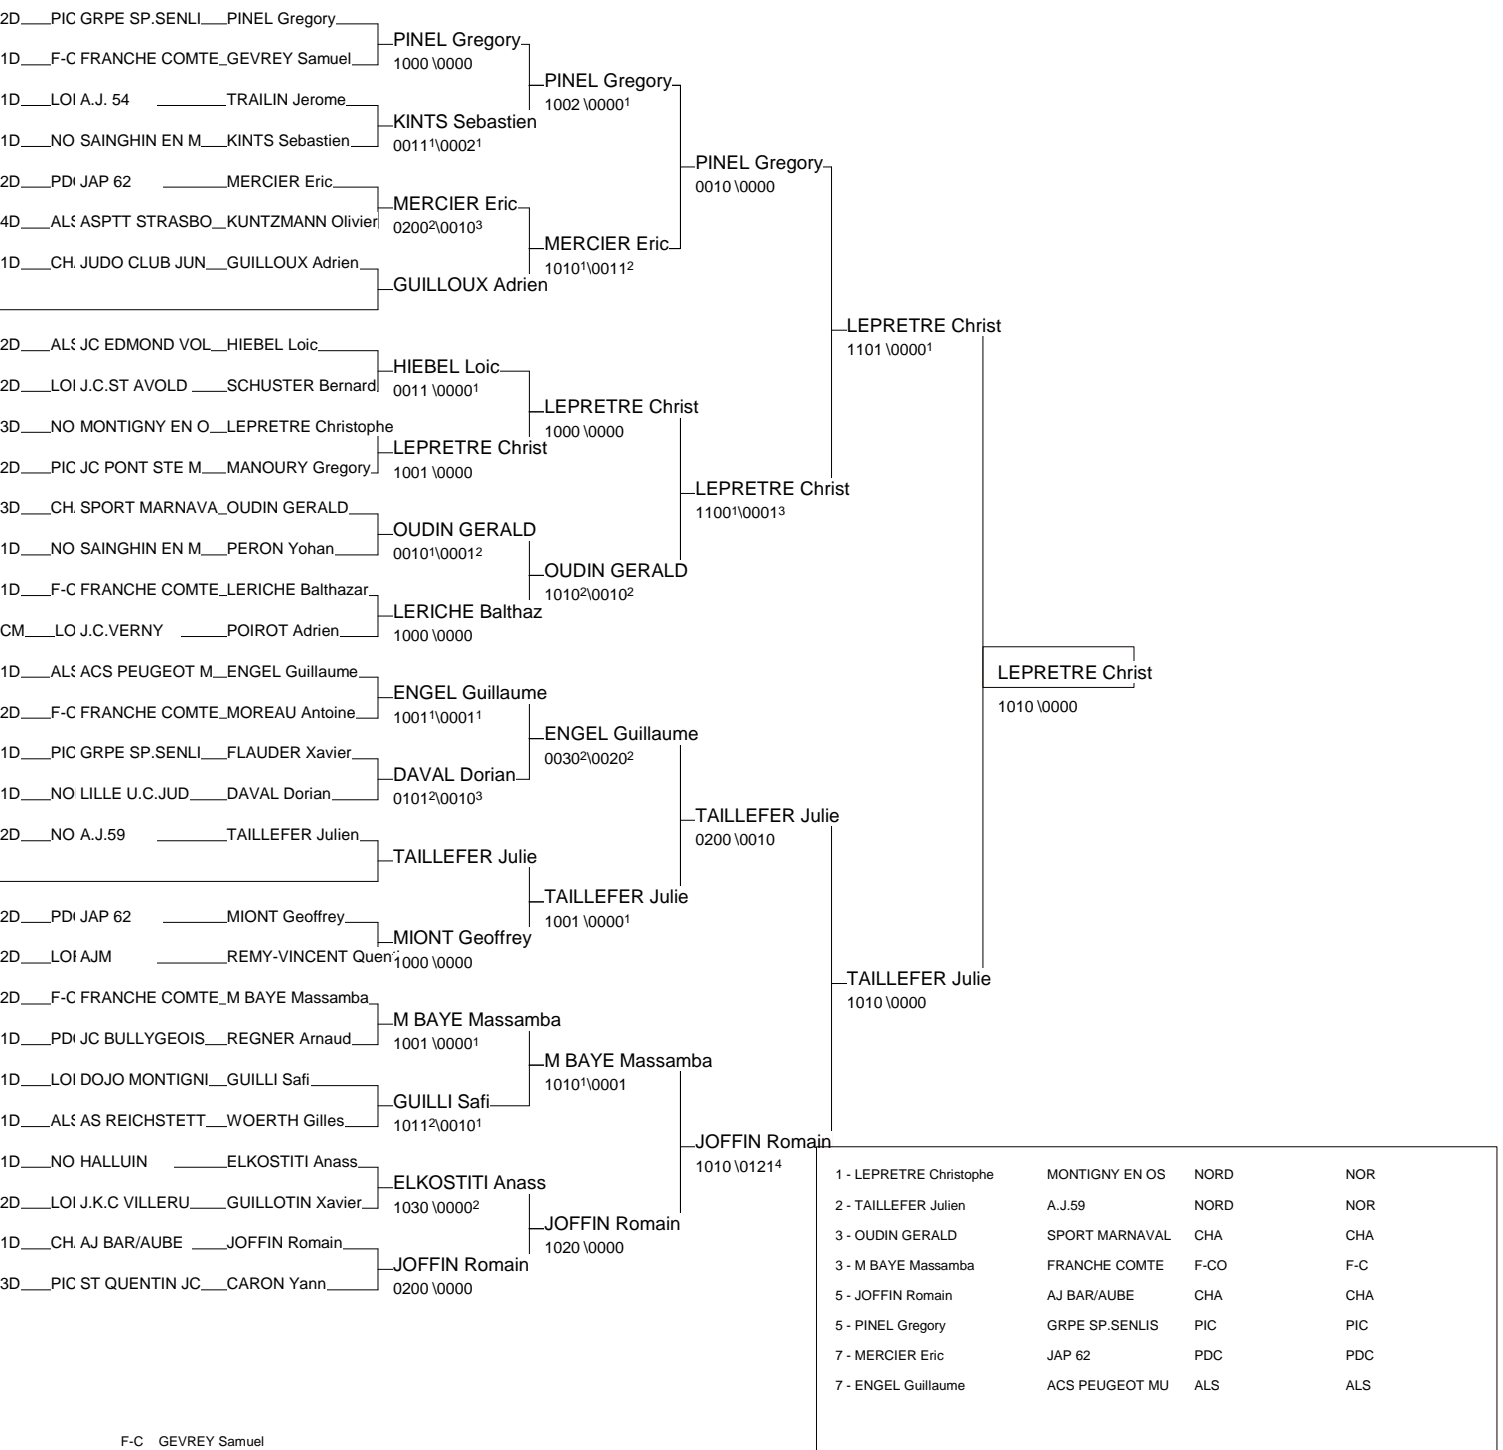 2D PIC GRPE SP.SENLI PINEL Gregory
PINEL Gregory
1D F-C FRANCHE COMTE GEVREY Samuel
1000 \0000
PINEL Gregory
1002 \0000¹
1D LOI A.J. 54 TRAILIN Jerome
KINTS Sebastien
1D NO SAINGHIN EN M KINTS Sebastien
0011¹\0002¹
PINEL Gregory
0010 \0000
2D PD JAP 62 MERCIER Eric
MERCIER Eric
4D ALS ASPTT STRASBO KUNTZMANN Olivier
0200²\0010³
MERCIER Eric
1010¹\0011²
1D CH. JUDO CLUB JUN GUILLOUX Adrien
GUILLOUX Adrien
LEPRETRE Christ
1101 \0000¹
2D ALS JC EDMOND VOL HIEBEL Loic
HIEBEL Loic
2D LOI J.C.ST AVOLD SCHUSTER Bernard
0011 \0000¹
LEPRETRE Christ
1000 \0000
3D NO MONTIGNY EN O LEPRETRE Christophe
LEPRETRE Christ
2D PIC JC PONT STE M MANOURY Gregory
1001 \0000
LEPRETRE Christ
1100¹\0001³
3D CH. SPORT MARNAVA OUDIN GERALD
OUDIN GERALD
1D NO SAINGHIN EN M PERON Yohan
0010¹\0001²
OUDIN GERALD
1010²\0010²
1D F-C FRANCHE COMTE LERICHE Balthazar
LERICHE Balthaz
CM LO J.C.VERNY POIROT Adrien
1000 \0000
LEPRETRE Christ
1010 \0000
1D ALS ACS PEUGEOT M ENGEL Guillaume
ENGEL Guillaume
2D F-C FRANCHE COMTE MOREAU Antoine
1001¹\0001¹
ENGEL Guillaume
0030²\0020²
1D PIC GRPE SP.SENLI FLAUDER Xavier
DAVAL Dorian
1D NO LILLE U.C.JUD DAVAL Dorian
0101²\0010³
TAILLEFER Julie
0200 \0010
2D NO A.J.59 TAILLEFER Julien
TAILLEFER Julie
TAILLEFER Julie
1001 \0000¹
2D PD JAP 62 MIONT Geoffrey
MIONT Geoffrey
2D LOR AJM REMY-VINCENT Quen
1000 \0000
TAILLEFER Julie
1010 \0000
2D F-C FRANCHE COMTE M BAYE Massamba
M BAYE Massamba
1D PD JC BULLYGEOIS REGNER Arnaud
1001 \0000¹
M BAYE Massamba
1010¹\0001
1D LOI DOJO MONTIGNI GUILLI Safi
GUILLI Safi
1D ALS AS REICHSTETT WOERTH Gilles
1011²\0010¹
JOFFIN Romain
1010 \0121⁴
1D NO HALLUIN ELKOSTITI Anass
ELKOSTITI Anass
2D LOI J.K.C VILLERU GUILLOTIN Xavier
1030 \0000²
JOFFIN Romain
1020 \0000
1D CH. AJ BAR/AUBE JOFFIN Romain
JOFFIN Romain
3D PIC ST QUENTIN JC CARON Yann
0200 \0000
1 - LEPRETRE Christophe MONTIGNY EN OS NORD NOR
2 - TAILLEFER Julien A.J.59 NORD NOR
3 - OUDIN GERALD SPORT MARNAVAL CHA CHA
3 - M BAYE Massamba FRANCHE COMTE F-CO F-C
5 - JOFFIN Romain AJ BAR/AUBE CHA CHA
5 - PINEL Gregory GRPE SP.SENLIS PIC PIC
7 - MERCIER Eric JAP 62 PDC PDC
7 - ENGEL Guillaume ACS PEUGEOT MU ALS ALS
F-C GEVREY Samuel